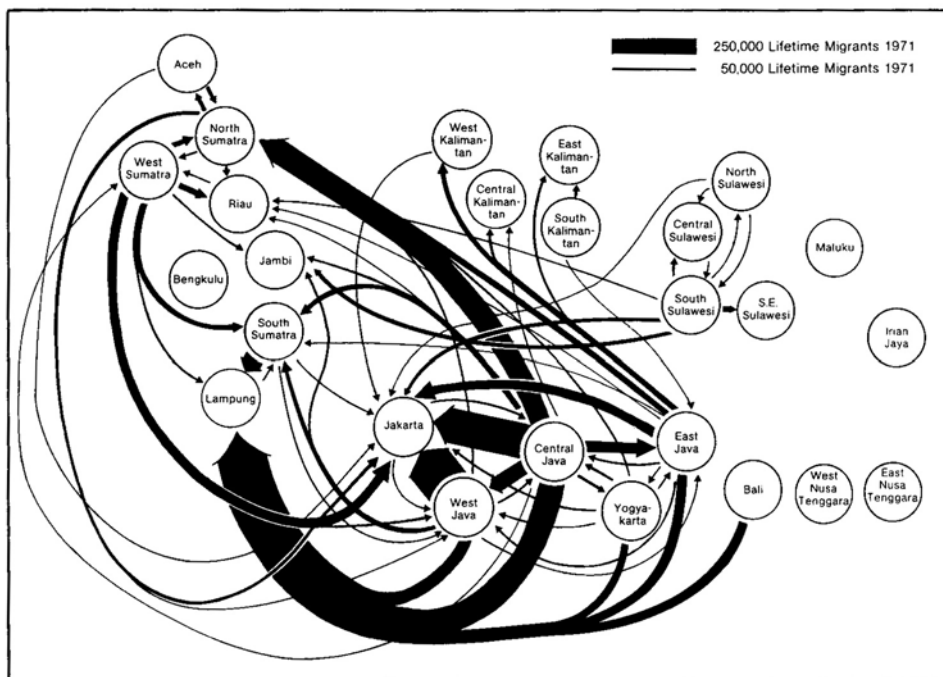 250,000 Lifetime Migrants 1971
50,000 Lifetime Migrants 1971
Aceh
North
Sumatra
West
Sumatra
Riau
Jambi
Bengkulu
South
Sumatra
Lampung
West
Kaliman-
tan
East
Kaliman-
tan
Central
Kaliman-
tan
South
Kaliman-
tan
North
Sulawesi
Central
Sulawesi
South
Sulawesi
S.E.
Sulawesi
Maluku
Irian
Jaya
Jakarta
Central
Java
East
Java
West
Java
Yogya-
karta
Bali
West
Nusa
Tenggara
East
Nusa
Tenggara